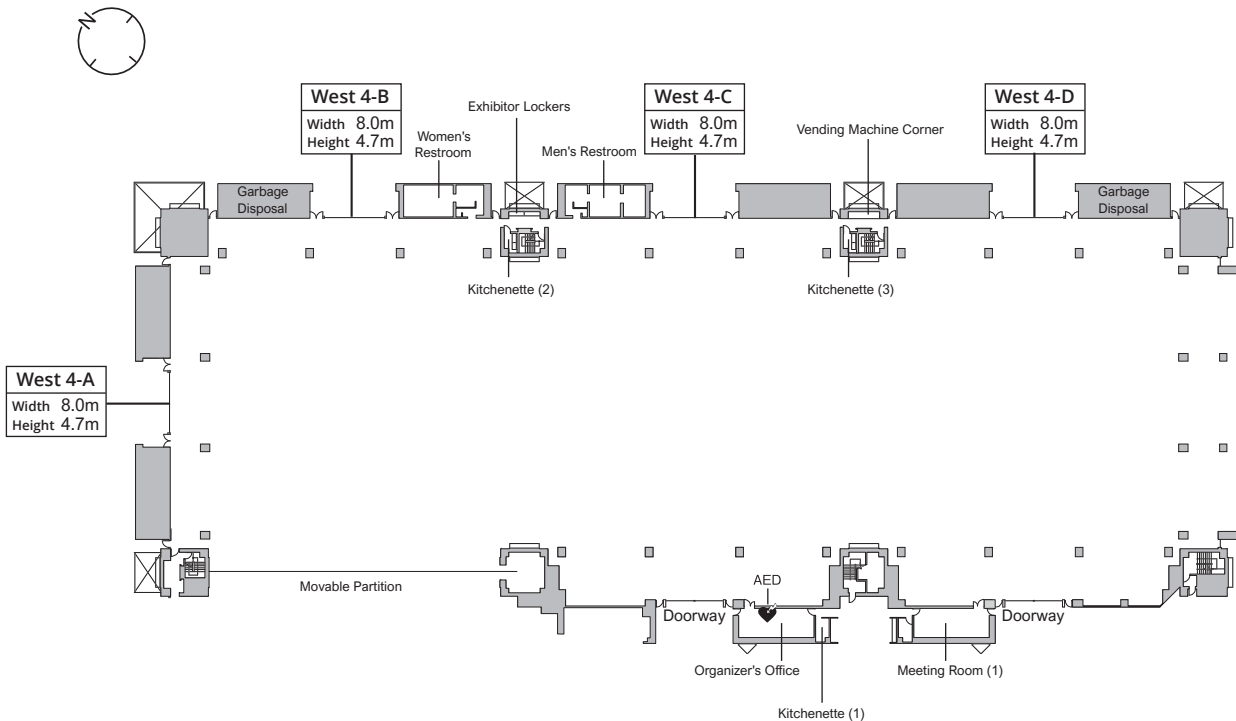 N
West 4-B
Width 8.0m
Height 4.7m
Exhibitor Lockers
West 4-C
Width 8.0m
Height 4.7m
Vending Machine Corner
West 4-D
Width 8.0m
Height 4.7m
Women's
Restroom
Men's Restroom
Garbage
Disposal
Garbage
Disposal
Kitchenette (2)
Kitchenette (3)
West 4-A
Width 8.0m
Height 4.7m
Movable Partition
AED
Doorway
Doorway
Organizer's Office
Meeting Room (1)
Kitchenette (1)